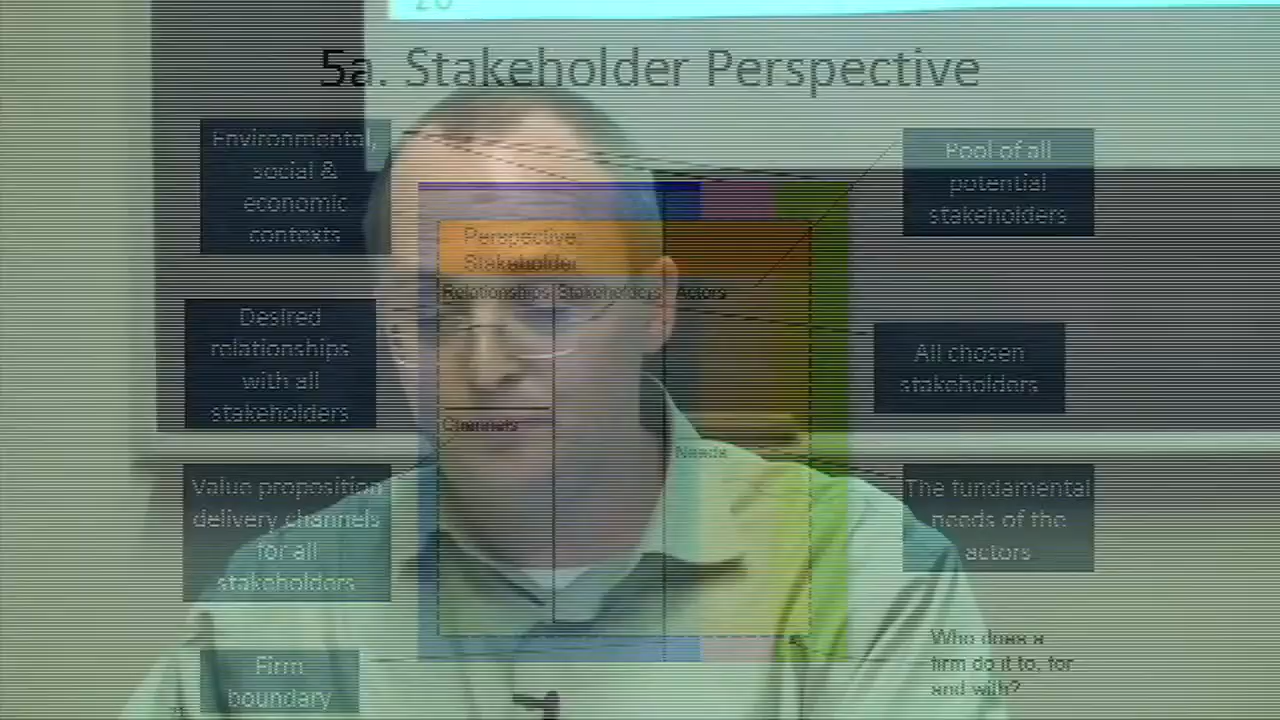 20
5a. Stakeholder Perspective
Environmental,
social &
economic
contexts
Pool of all
potential
stakeholders
Perspective:
Stakeholder
Relationships
Stakeholders
Actors
Desired
relationships
with all
stakeholders
All chosen
stakeholders
Channels
Needs
Value proposition
delivery channels
for all
stakeholders
The fundamental
needs of the
actors
Firm
boundary
Who does a
firm do it to, for
and with?